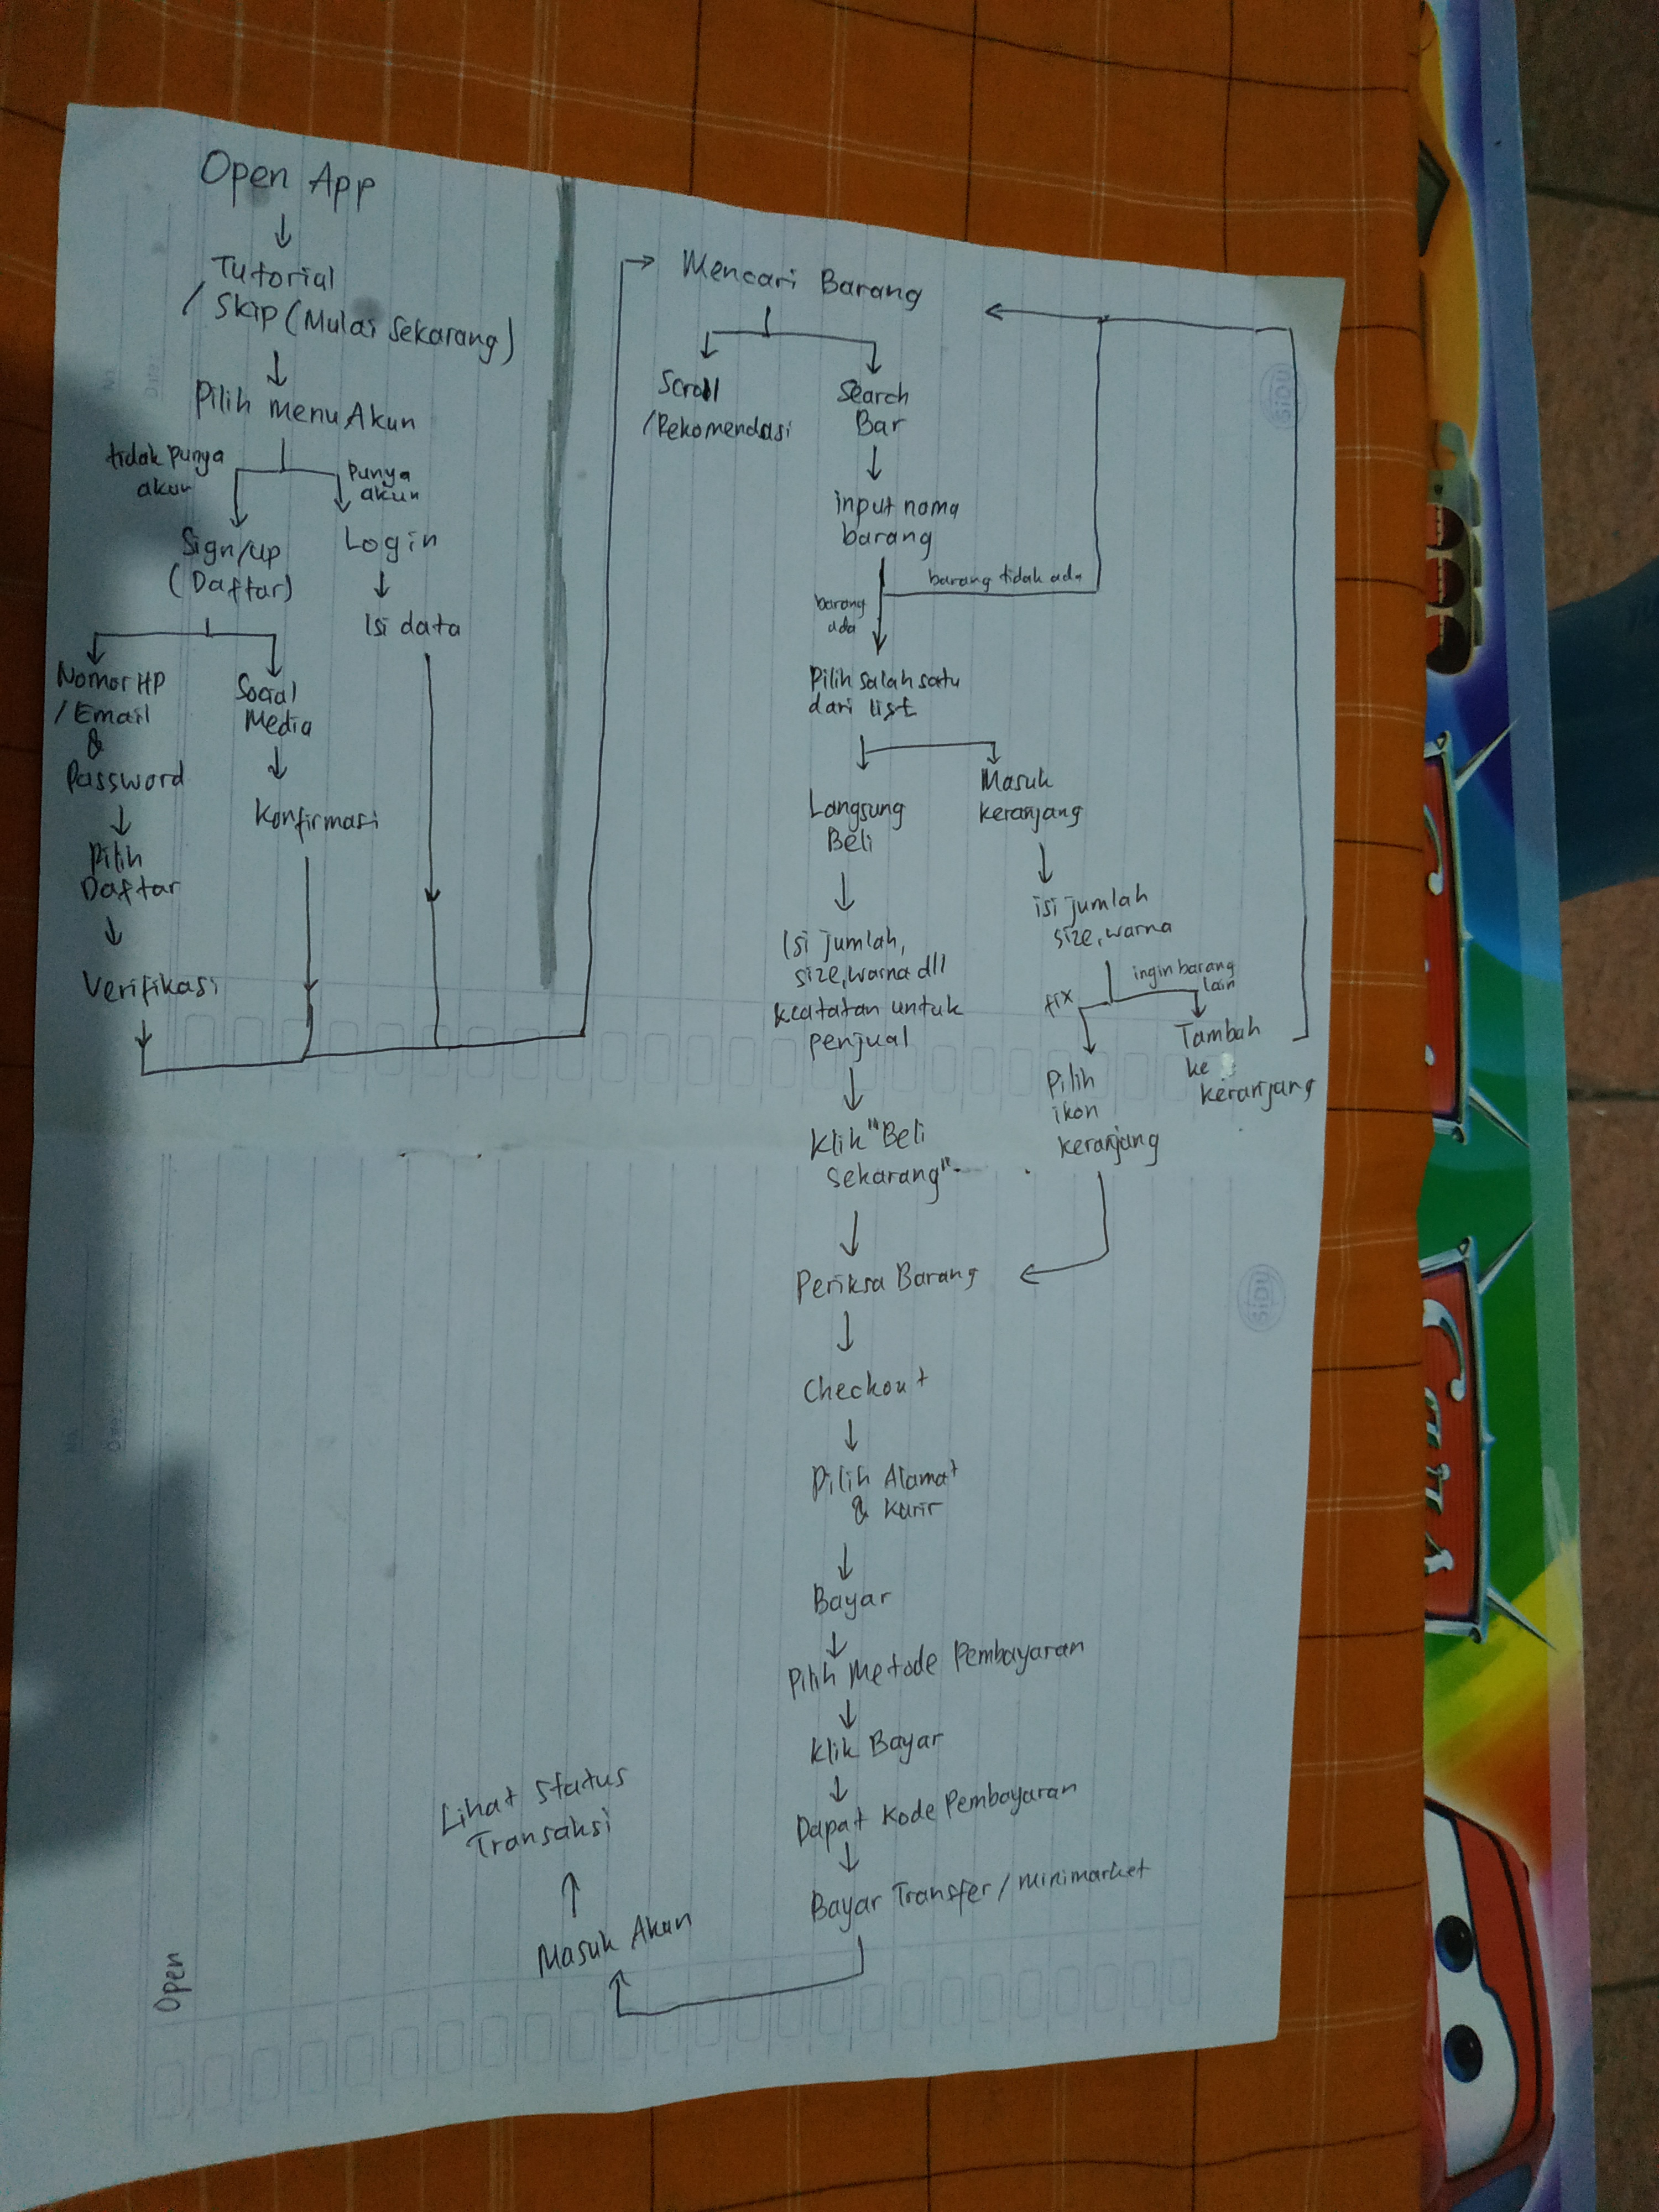 Open App
Tutorial
/ Skip (Mulai Sekarang)
Pilih menu Akun
tidak punya
akun
Punya
akun
Sign/up
(Daftar)
Login
Isi data
Nomor HP
/Email
&
Password
Pilih
Daftar
Verifikasi
Social
Media
Konfirmasi
Mencari Barang
Scroll
/Rekomendasi
Search
Bar
input nama
barang
barang tidak ada
barang
ada
Pilih salah satu
dari list
Langsung
Beli
Isi jumlah,
size, warna dll
&catatan untuk
penjual
Klik "Beli
Sekarang"
Masuk
keranjang
isi jumlah
size, warna
fix
ingin barang
lain
Pilih
ikon
keranjang
Tambah
ke
keranjang
Periksa Barang
Checkout
Pilih Alamat
& Kurir
Bayar
Pilih Metode Pembayaran
Klik Bayar
Dapat Kode Pembayaran
Bayar Transfer / minimarket
Masuk Akun
Lihat Status
Transaksi
Open
SIDU
SIDU
No.
Date
No.